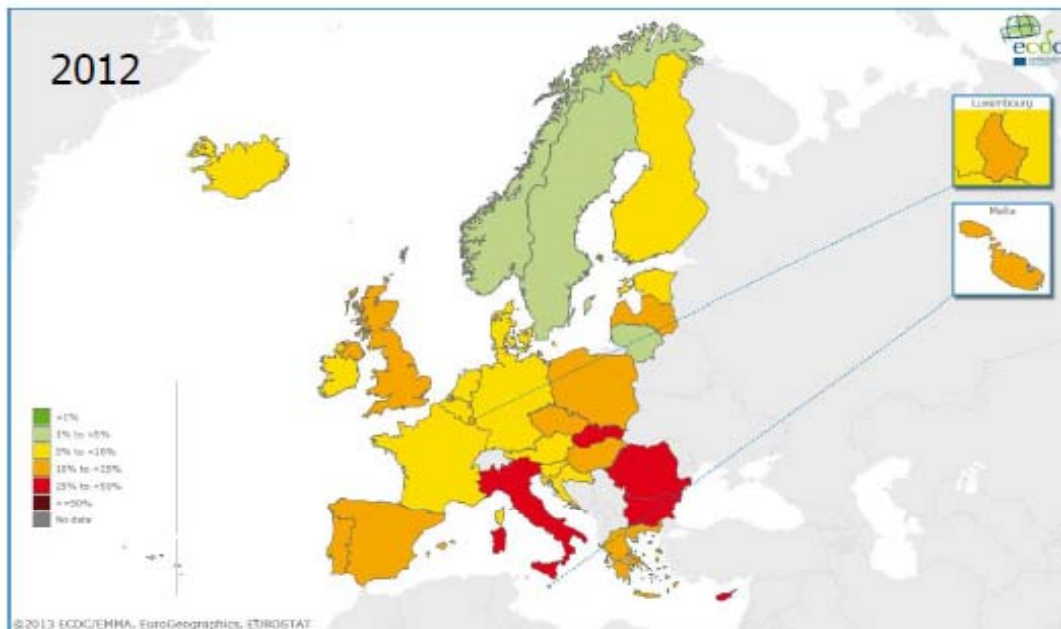 2012
ecdc
Luxembourg
Malta
<1%
1% to <5%
5% to <10%
10% to <25%
25% to <50%
>=50%
No data
©2013 ECDC/EMMA, EuroGeographics, EUROSTAT